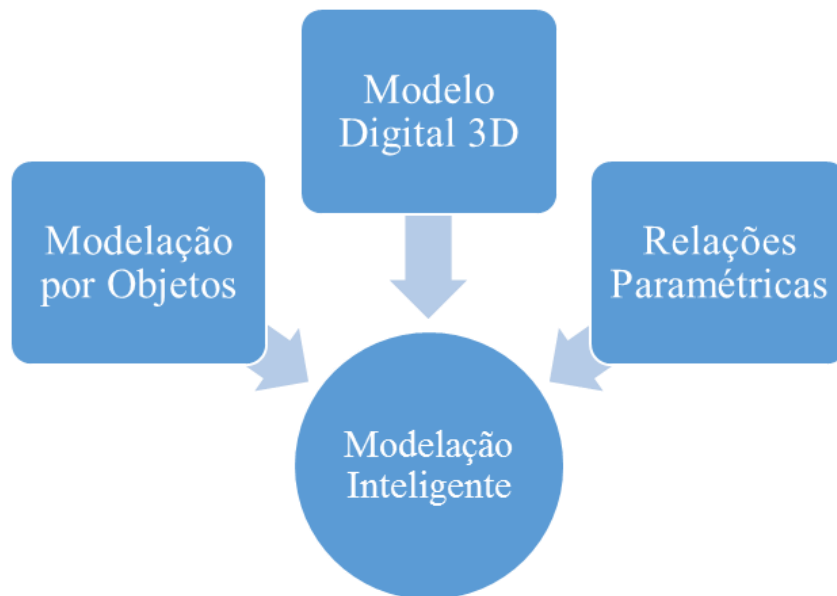 Modelo
Digital 3D
Modelação
por Objetos
Relações
Paramétricas
Modelação
Inteligente